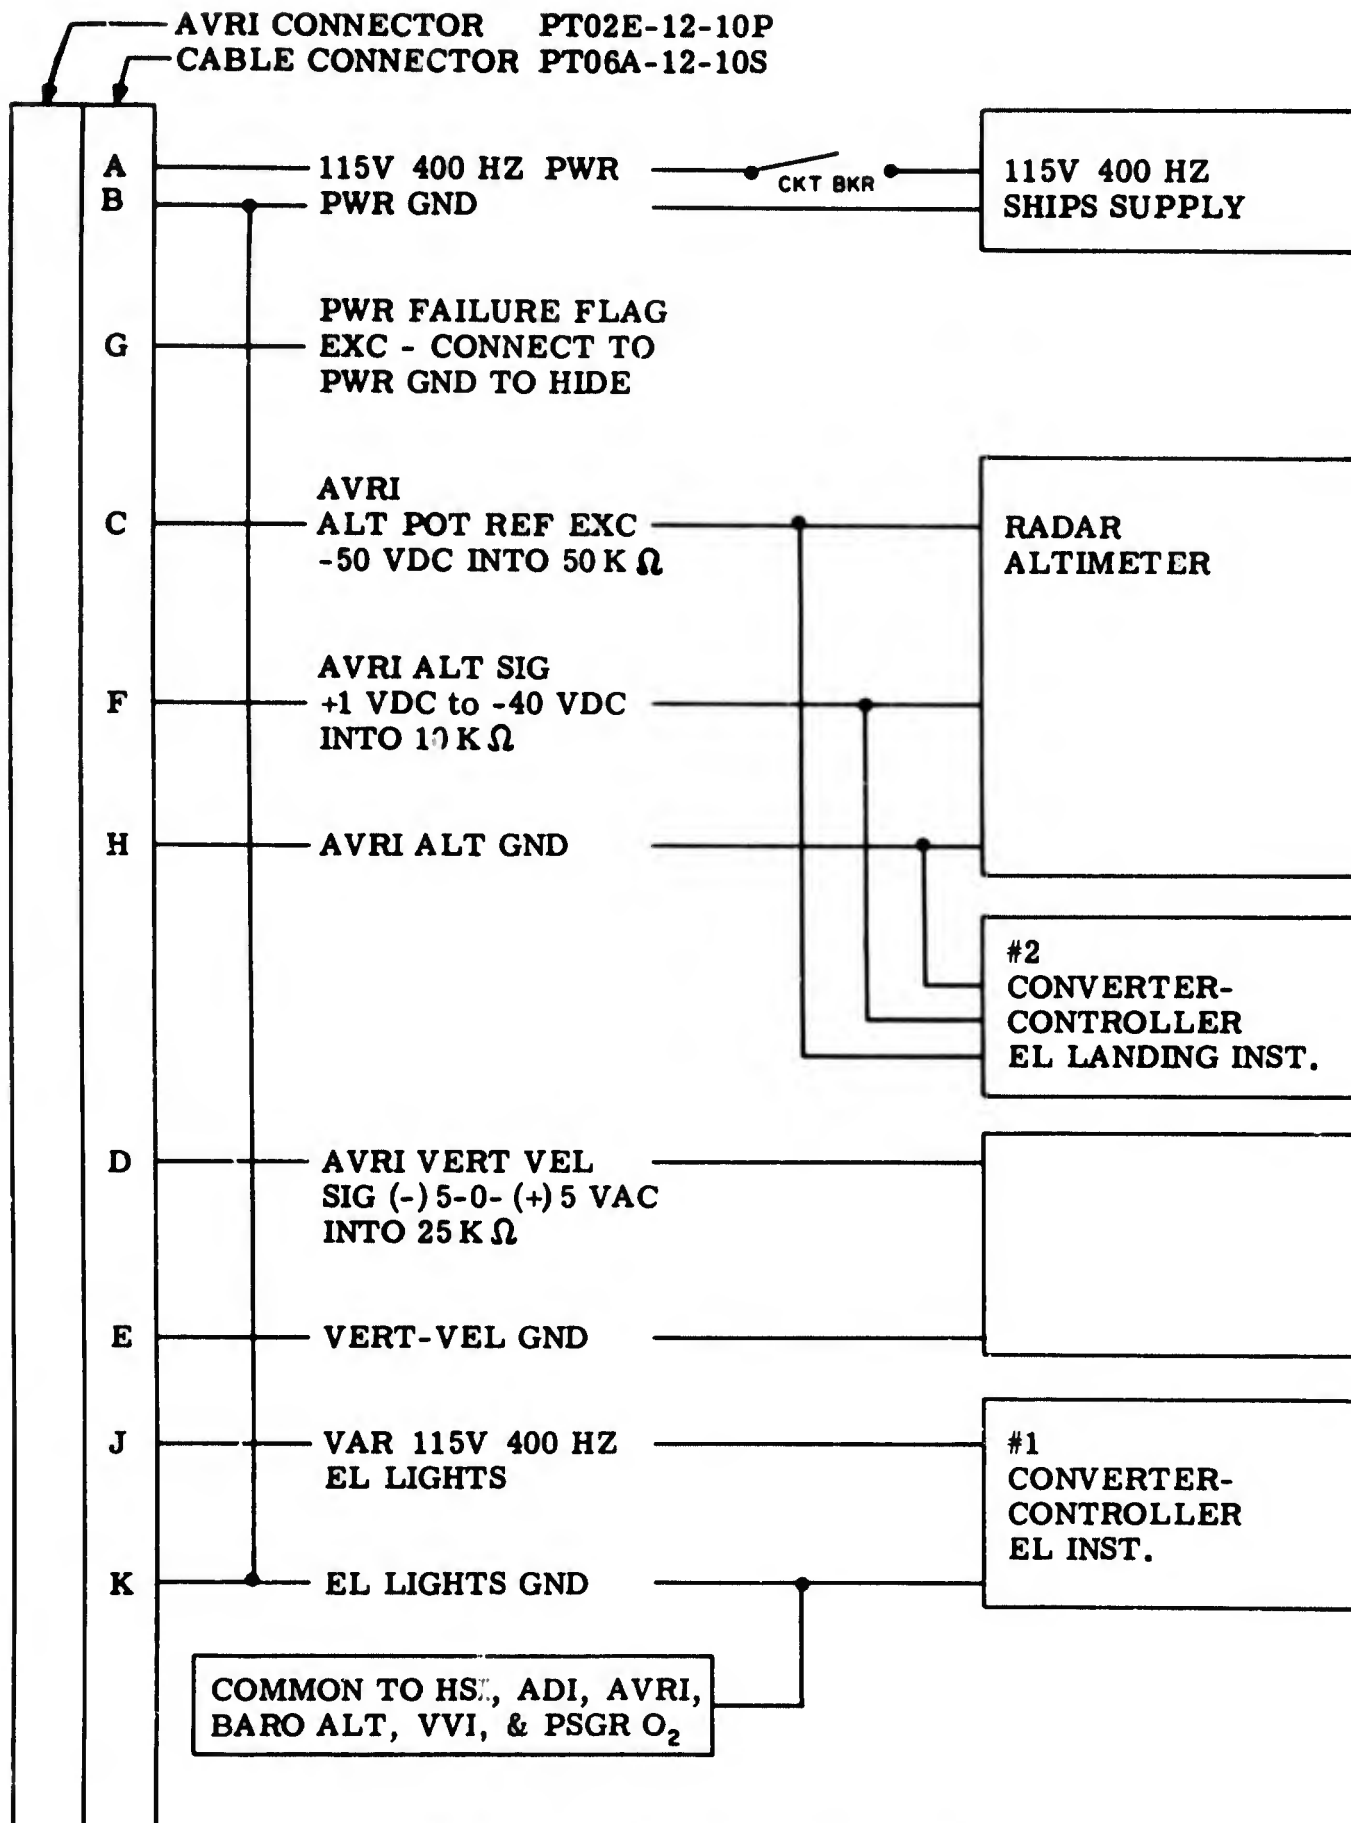 AVRI CONNECTOR PT02E-12-10P
CABLE CONNECTOR PT06A-12-10S
A
115V 400 HZ PWR
CKT BKR
115V 400 HZ
SHIPS SUPPLY
B
PWR GND
G
PWR FAILURE FLAG
EXC - CONNECT TO
PWR GND TO HIDE
C
AVRI
ALT POT REF EXC
-50 VDC INTO 50 K Ω
RADAR
ALTIMETER
F
AVRI ALT SIG
+1 VDC to -40 VDC
INTO 10 K Ω
H
AVRI ALT GND
#2
CONVERTER-
CONTROLLER
EL LANDING INST.
D
AVRI VERT VEL
SIG (-) 5-0- (+) 5 VAC
INTO 25 K Ω
E
VERT-VEL GND
J
VAR 115V 400 HZ
EL LIGHTS
#1
CONVERTER-
CONTROLLER
EL INST.
K
EL LIGHTS GND
COMMON TO ADI, AVRI,
BARO ALT, VVI, & PSGR O₂